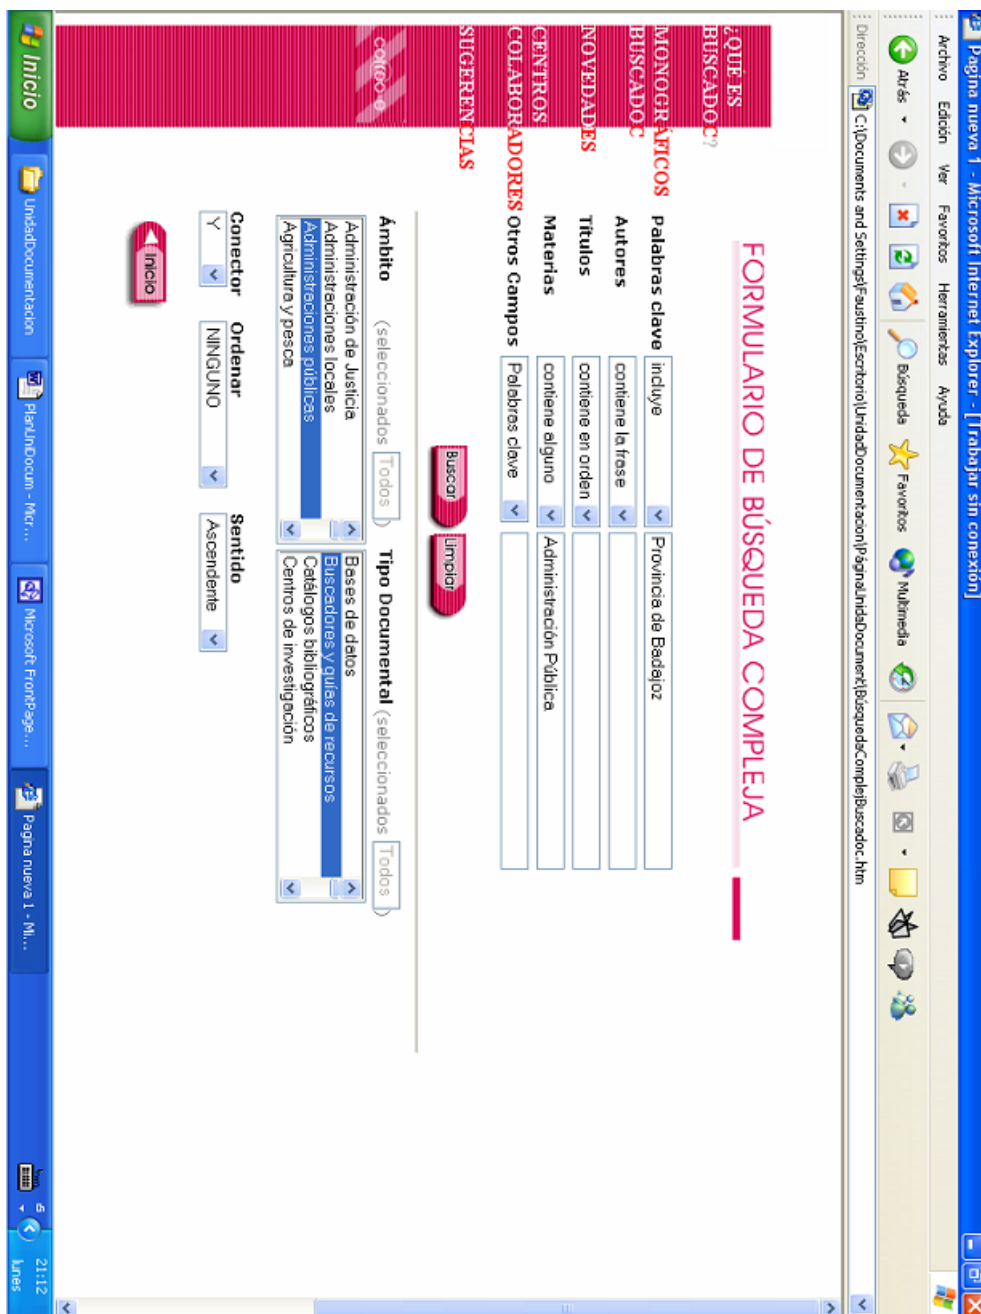 Pagina nueva 1 - Microsoft Internet Explorer - [Trabajar sin conexión]
Archivo Edición Ver Favoritos Herramientas Ayuda
Atrás Búsqueda Favoritos Multimedia
Dirección C:\Documents and Settings\Faustino\Escritorio\UnidadDocumentacion\PáginaUnidaDocument\BúsquedaComplejBuscadoc.htm
¿QUÉ ES
BUSCADOC?
MONOGRÁFICOS
BUSCADOC
NOVEDADES
CENTROS
COLABORADORES
SUGERENCIAS
correo-e
FORMULARIO DE BÚSQUEDA COMPLEJA
Palabras clave incluye Provincia de Badajoz
Autores contiene la frase
Títulos contiene en orden
Materias contiene alguno Administración Pública
Otros Campos Palabras clave
Buscar Limpiar
Ámbito (seleccionados Todos) Tipo Documental (seleccionados Todos)
Administración de Justicia Bases de datos
Administraciones locales Buscadores y guías de recursos
Administraciones públicas Catálogos bibliográficos
Agricultura y pesca Centros de investigación
Conector Ordenar Sentido
Y NINGUNO Ascendente
Inicio
Inicio UnidadDocumentacion PlanUniDocum - Micr... Microsoft FrontPage... Pagina nueva 1 - Mi... 21:12
lunes